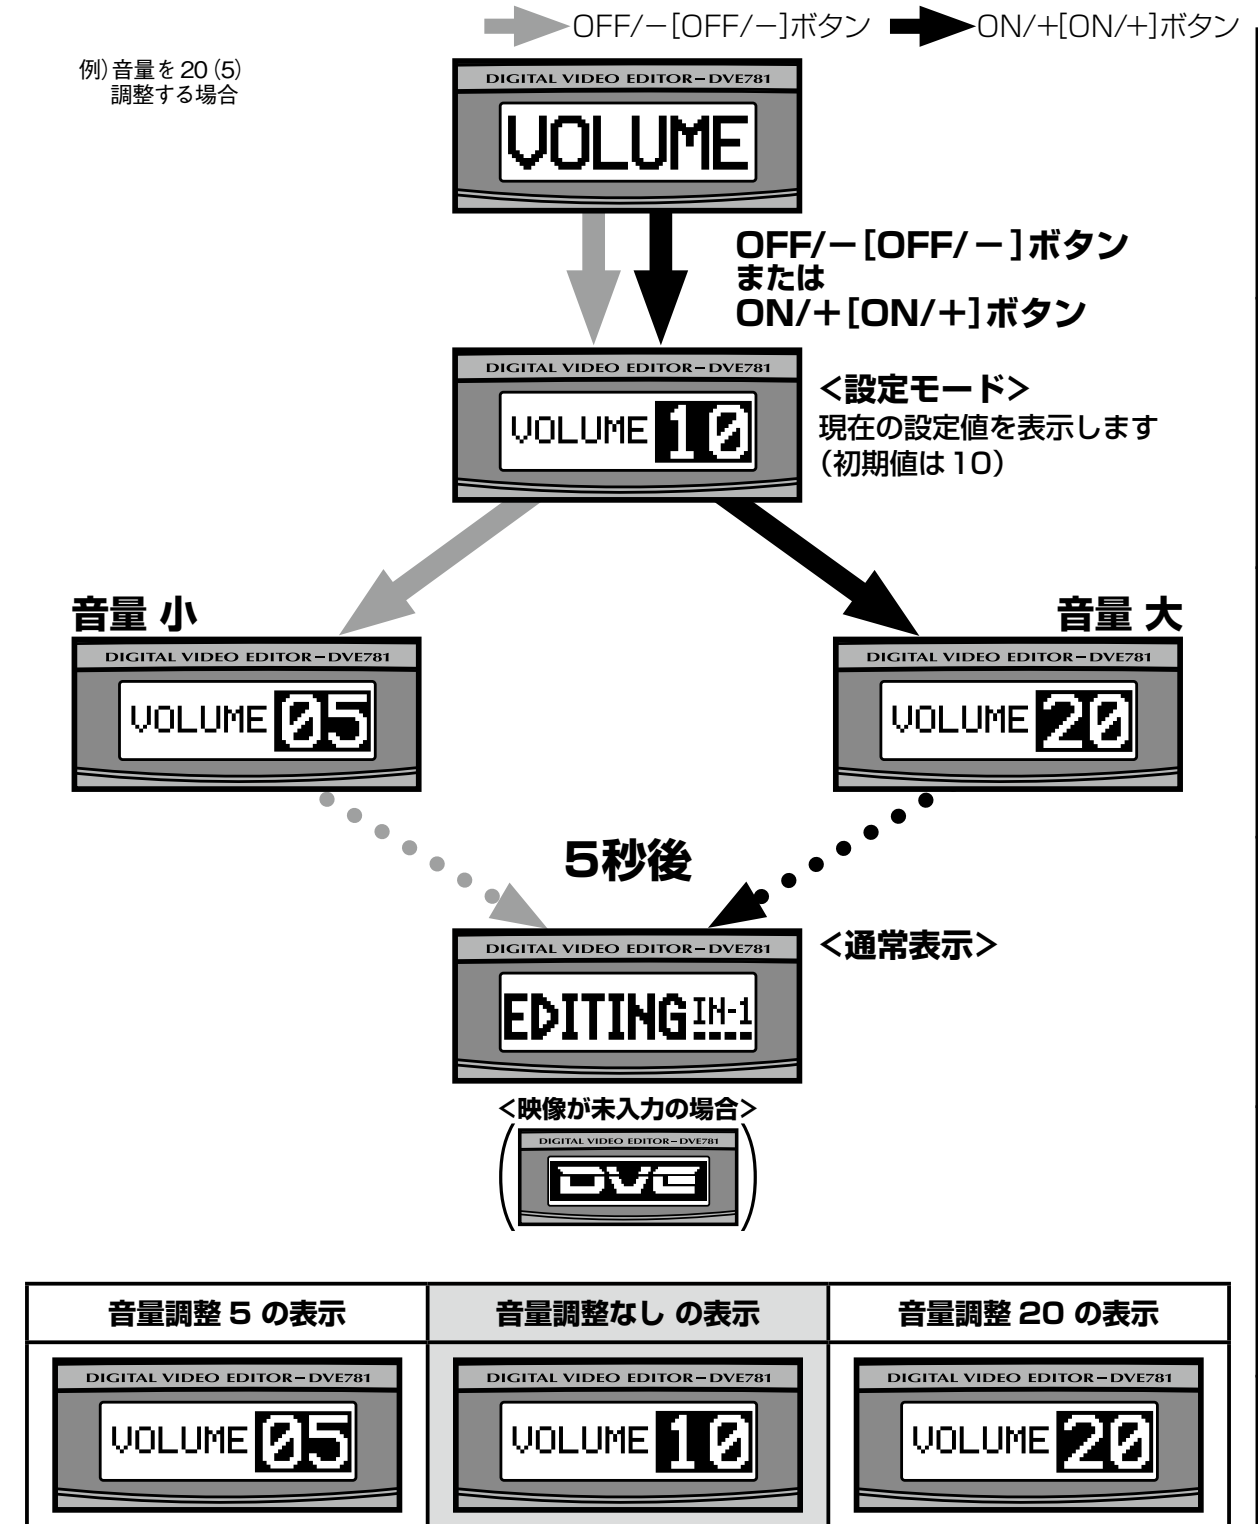 OFF/－[OFF/－]ボタン ON/＋[ON/＋]ボタン
例)音量を20(5)
調整する場合
DIGITAL VIDEO EDITOR－DVE781
VOLUME
OFF/－[OFF/－]ボタン
または
ON/＋[ON/＋]ボタン
DIGITAL VIDEO EDITOR－DVE781
VOLUME 10
＜設定モード＞
現在の設定値を表示します
（初期値は10）
音量 小
音量 大
DIGITAL VIDEO EDITOR－DVE781
VOLUME 05
DIGITAL VIDEO EDITOR－DVE781
VOLUME 20
5秒後
DIGITAL VIDEO EDITOR－DVE781
EDITING IN-1
＜通常表示＞
＜映像が未入力の場合＞
DIGITAL VIDEO EDITOR－DVE781
DVE
音量調整 5 の表示
音量調整なし の表示
音量調整 20 の表示
DIGITAL VIDEO EDITOR－DVE781
VOLUME 05
DIGITAL VIDEO EDITOR－DVE781
VOLUME 10
DIGITAL VIDEO EDITOR－DVE781
VOLUME 20